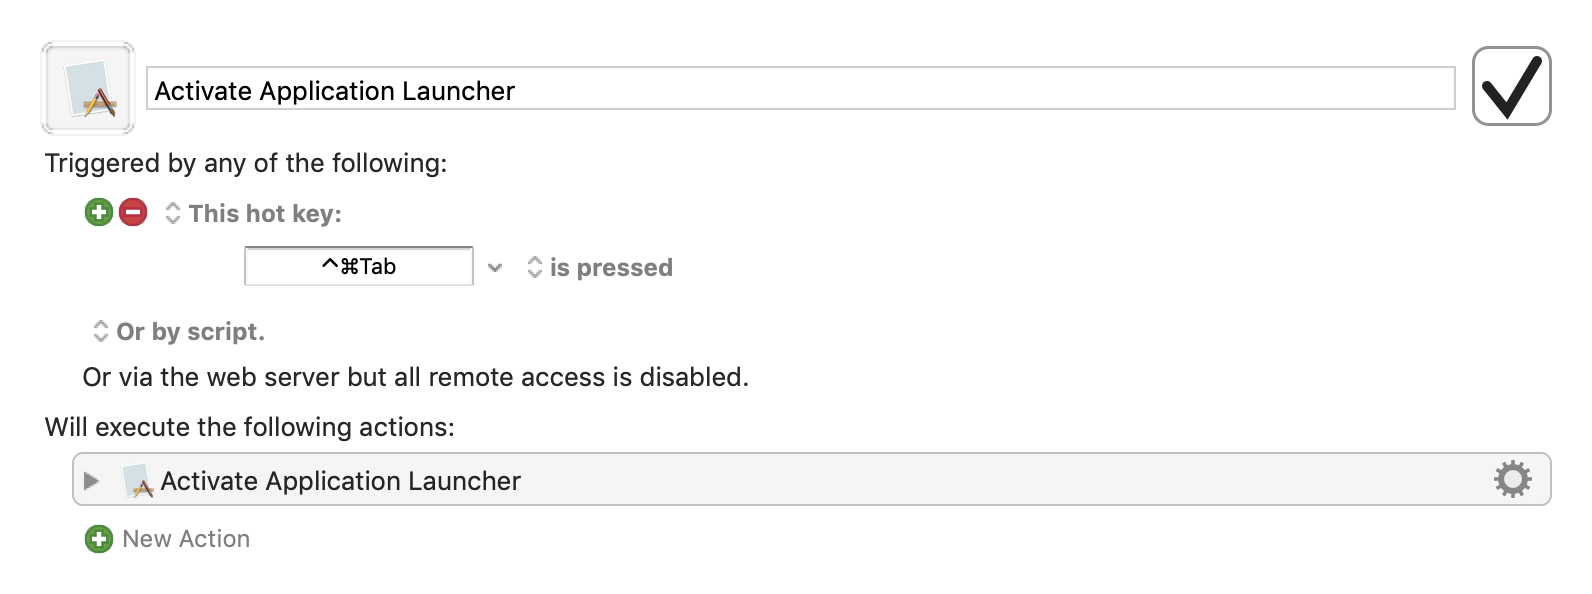 Activate Application Launcher
Triggered by any of the following:
This hot key:
^⌘Tab is pressed
Or by script.
Or via the web server but all remote access is disabled.
Will execute the following actions:
Activate Application Launcher
New Action